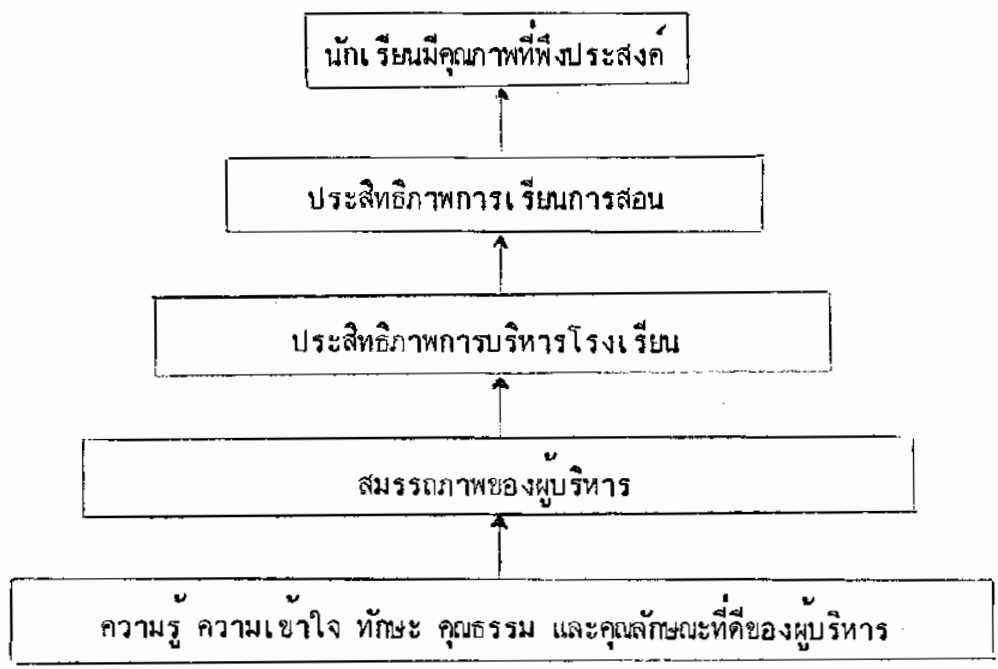 นักเรียนมีคุณภาพที่พึงประสงค์
ประสิทธิภาพการเรียนการสอน
ประสิทธิภาพการบริหารโรงเรียน
สมรรถภาพของผู้บริหาร
ความรู้ ความเข้าใจ ทักษะ คุณธรรม และคุณลักษณะที่ดีของผู้บริหาร